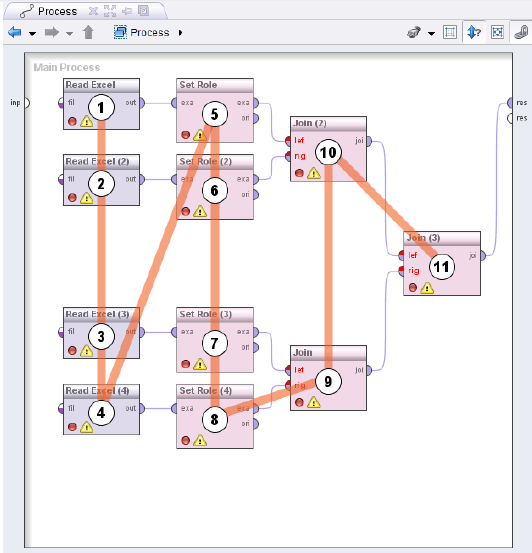 Process
Process
Main Process
inp
res
res
Read Excel
fil
out
1
Set Role
exa
exa
ori
5
Join (2)
lef
rig
joi
10
Read Excel (2)
fil
out
2
Set Role (2)
exa
exa
ori
6
Join (3)
lef
rig
joi
11
Read Excel (3)
fil
out
3
Set Role (3)
exa
exa
ori
7
Join
lef
rig
joi
9
Read Excel (4)
fil
out
4
Set Role (4)
exa
exa
ori
8